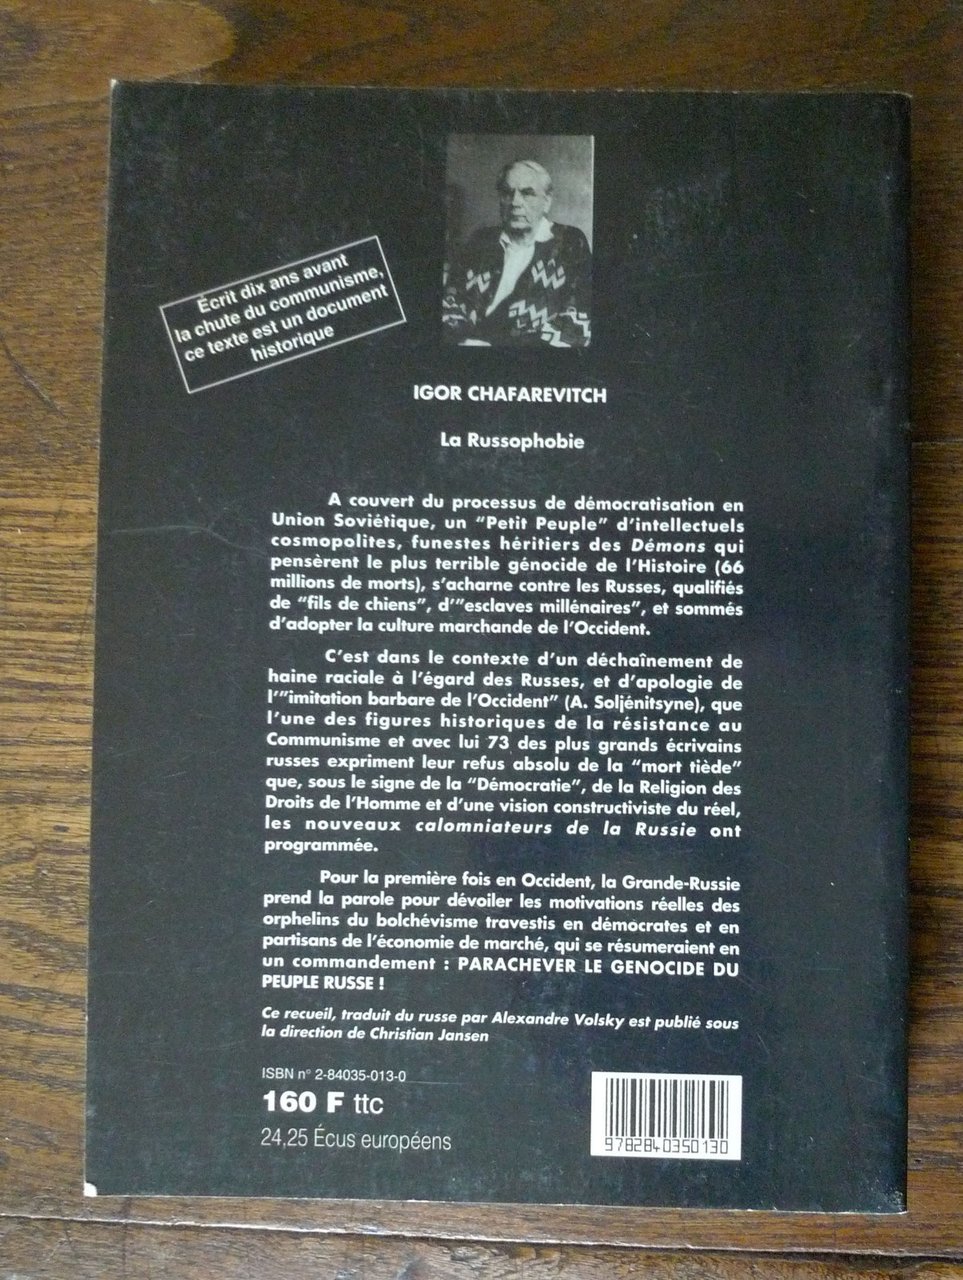 Écrit dix ans avant
la chute du communisme,
ce texte est un document
historique
IGOR CHAFAREVITCH
La Russophobie
A couvert du processus de démocratisation en
Union Soviétique, un "Petit Peuple" d'intellectuels
cosmopolites, funestes héritiers des Démons qui
pensèrent le plus terrible génocide de l'Histoire (66
millions de morts), s'acharne contre les Russes, qualifiés
de "fils de chiens", d'"esclaves millénaires", et sommés
d'adopter la culture marchande de l'Occident.
C'est dans le contexte d'un déchaînement de
haine raciale à l'égard des Russes, et d'apologie de
l'"imitation barbare de l'Occident" (A. Soljénitsyne), que
l'une des figures historiques de la résistance au
Communisme et avec lui 73 des plus grands écrivains
russes expriment leur refus absolu de la "mort tiède"
que, sous le signe de la "Démocratie", de la Religion des
Droits de l'Homme et d'une vision constructiviste du réel,
les nouveaux calomniateurs de la Russie ont
programmée.
Pour la première fois en Occident, la Grande-Russie
prend la parole pour dévoiler les motivations réelles des
orphelins du bolchévisme travestis en démocrates et en
partisans de l'économie de marché, qui se résumeraient en
un commandement : PARACHEVER LE GENOCIDE DU
PEUPLE RUSSE !
Ce recueil, traduit du russe par Alexandre Volsky est publié sous
la direction de Christian Jansen
ISBN n° 2-84035-013-0
160 F ttc
24,25 Écus européens
9782840350130